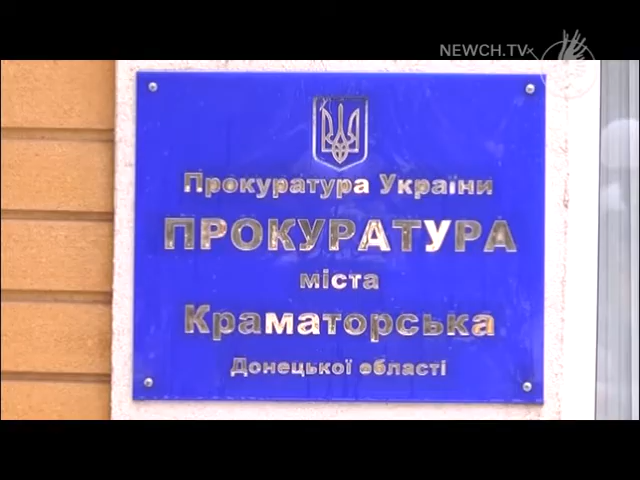 NEWCH.TV
Прокуратура України
ПРОКУРАТУРА
міста
Краматорська
Донецької області